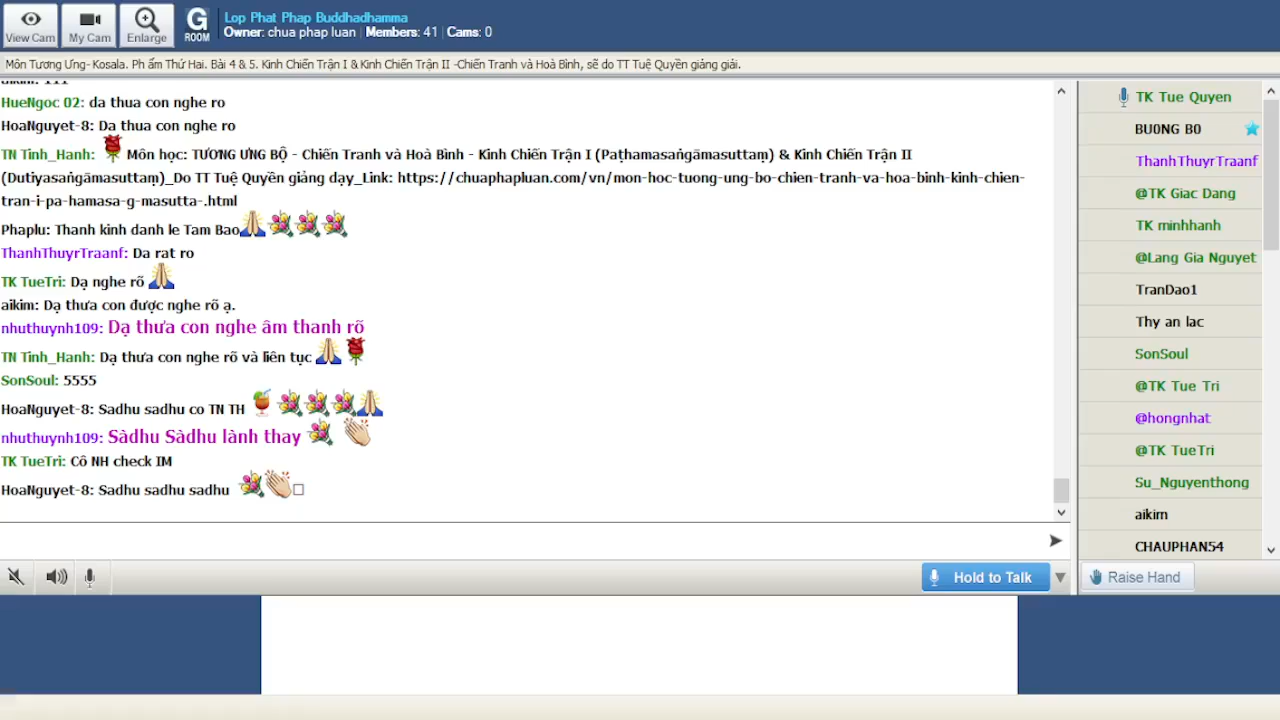 Lop Phat Phap Buddhadhamma
Owner: chua phap luan | Members: 41 | Cams: 0
View Cam
My Cam
Enlarge
G
ROOM
Môn Tương Ưng- Kosala. Ph ẩm Thứ Hai. Bài 4 & 5. Kinh Chiến Trận I & Kinh Chiến Trận II -Chiến Tranh và Hoà Bình, sẽ do TT Tuệ Quyền giảng giải.
HueNgoc 02: da thua con nghe ro
HoaNguyet-8: Da thua con nghe ro
TN Tinh_Hanh: Môn học: TƯƠNG ƯNG BỘ - Chiến Tranh và Hoà Bình - Kinh Chiến Trận I (Paṭhamasaṅgāmasuttaṃ) & Kinh Chiến Trận II
(Dutiyasaṅgāmasuttaṃ)_Do TT Tuệ Quyền giảng dạy_Link: https://chuaphapluan.com/vn/mon-hoc-tuong-ung-bo-chien-tranh-va-hoa-binh-kinh-chien-
tran-i-pa-hamasa-g-masutta-.html
Phaplu: Thanh kinh danh le Tam Bao
ThanhThuyrTraanf: Da rat ro
TK TueTri: Dạ nghe rõ
aikim: Dạ thưa con được nghe rõ ạ.
nhuthuynh109: Dạ thưa con nghe âm thanh rõ
TN Tinh_Hanh: Dạ thưa con nghe rõ và liên tục
SonSoul: 5555
HoaNguyet-8: Sadhu sadhu co TN TH
nhuthuynh109: Sàdhu Sàdhu lành thay
TK TueTri: Cô NH check IM
HoaNguyet-8: Sadhu sadhu sadhu
TK Tue Quyen
BU0NG B0
ThanhThuyrTraanf
@TK Giac Dang
TK minhhanh
@Lang Gia Nguyet
TranDao1
Thy an lac
SonSoul
@TK Tue Tri
@hongnhat
@TK TueTri
Su_Nguyenthong
aikim
CHAUPHAN54
Hold to Talk
Raise Hand